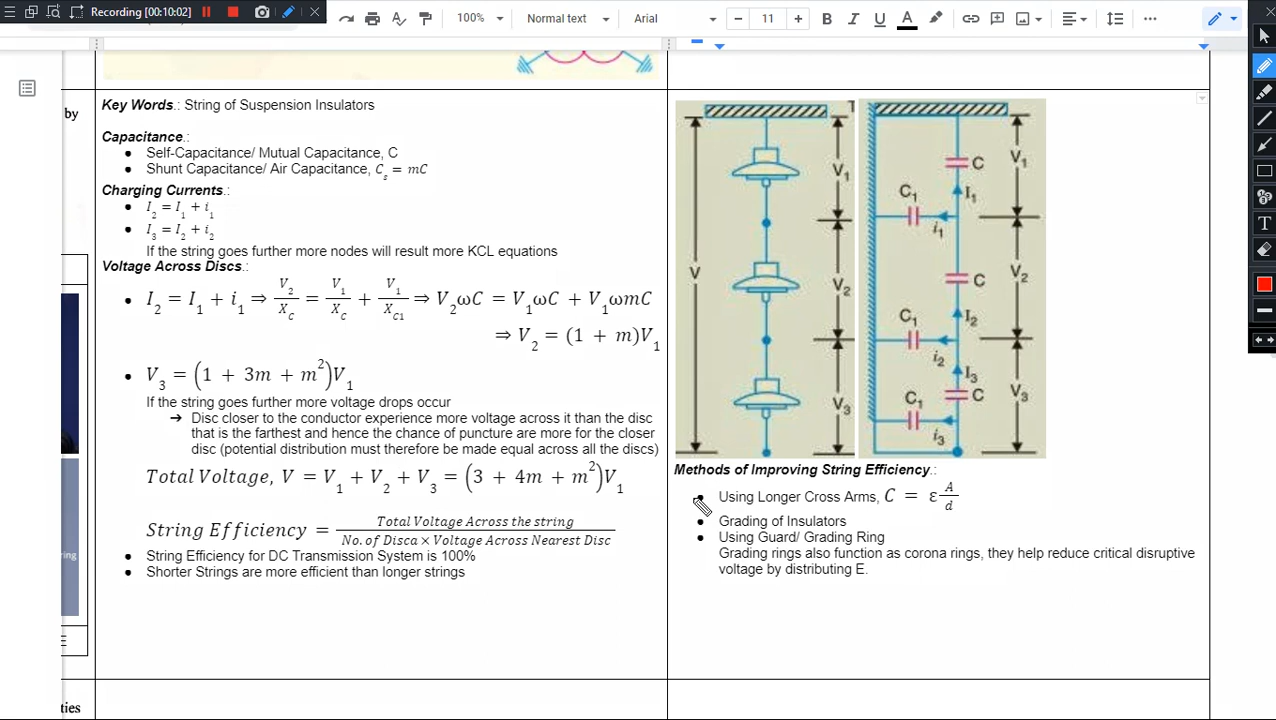 Recording [00:10:02]
100%
Normal text
Arial
11
B I U A
T
by
ring
E
ties
Key Words.: String of Suspension Insulators
Capacitance.:
● Self-Capacitance/ Mutual Capacitance, C
● Shunt Capacitance/ Air Capacitance, C_s = mC
Charging Currents.:
● I_2 = I_1 + i_1
● I_3 = I_2 + i_2
If the string goes further more nodes will result more KCL equations
Voltage Across Discs.:
● I_2 = I_1 + i_1 ⇒ V_2/X_C = V_1/X_C + V_1/X_C1 ⇒ V_2ωC = V_1ωC + V_1ωmC
⇒ V_2 = (1 + m)V_1
● V_3 = (1 + 3m + m^2)V_1
If the string goes further more voltage drops occur
➔ Disc closer to the conductor experience more voltage across it than the disc
that is the farthest and hence the chance of puncture are more for the closer
disc (potential distribution must therefore be made equal across all the discs)
Total Voltage, V = V_1 + V_2 + V_3 = (3 + 4m + m^2)V_1
String Efficiency = Total Voltage Across the string / No. of Disca × Voltage Across Nearest Disc
● String Efficiency for DC Transmission System is 100%
● Shorter Strings are more efficient than longer strings
V
V_1
V_2
V_3
C
V_1
C_1
I_1
i_1
C
V_2
C_1
I_2
i_2
I_3
C
V_3
C_1
i_3
Methods of Improving String Efficiency.:
● Using Longer Cross Arms, C = ε A/d
● Grading of Insulators
● Using Guard/ Grading Ring
Grading rings also function as corona rings, they help reduce critical disruptive
voltage by distributing E.